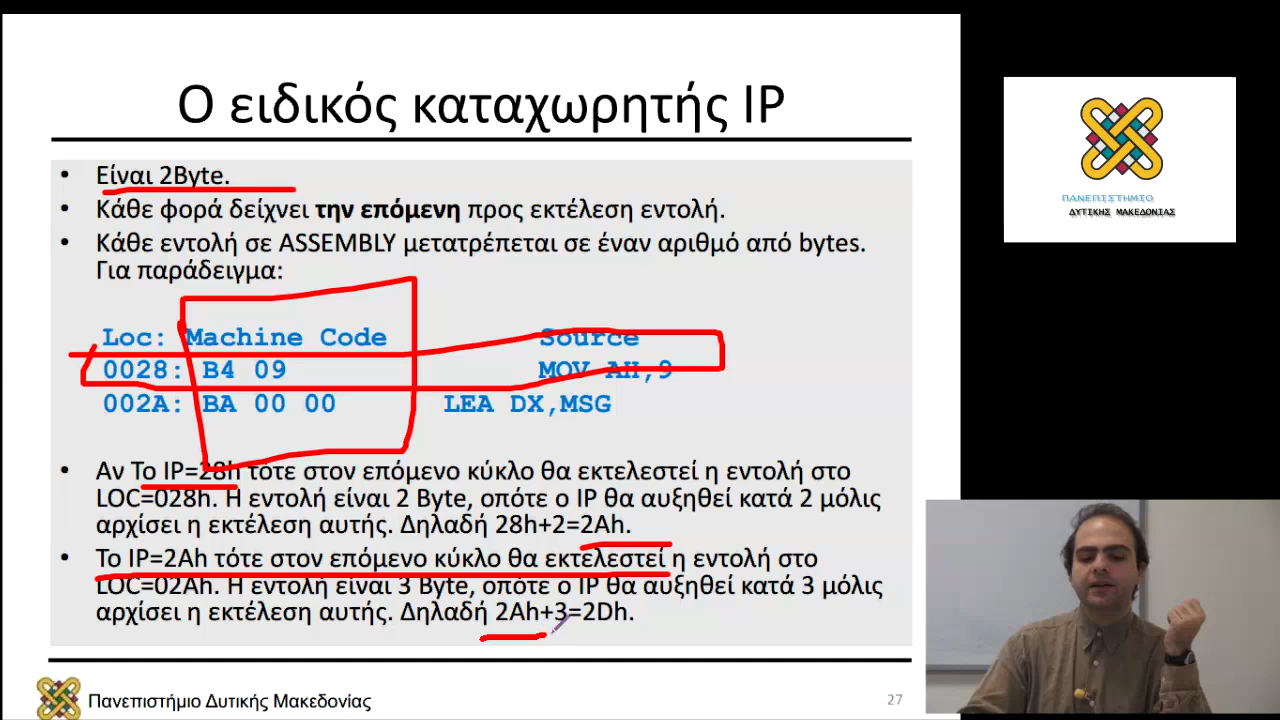 Ο ειδικός καταχωρητής IP
• Είναι 2Byte.
• Κάθε φορά δείχνει την επόμενη προς εκτέλεση εντολή.
• Κάθε εντολή σε ASSEMBLY μετατρέπεται σε έναν αριθμό από bytes.
Για παράδειγμα:
Loc: Machine Code Source
0028: B4 09 MOV AH,9
002A: BA 00 00 LEA DX,MSG
• Αν Το IP=28h τότε στον επόμενο κύκλο θα εκτελεστεί η εντολή στο
LOC=028h. Η εντολή είναι 2 Byte, οπότε ο IP θα αυξηθεί κατά 2 μόλις
αρχίσει η εκτέλεση αυτής. Δηλαδή 28h+2=2Ah.
• Το IP=2Ah τότε στον επόμενο κύκλο θα εκτελεστεί η εντολή στο
LOC=02Ah. Η εντολή είναι 3 Byte, οπότε ο IP θα αυξηθεί κατά 3 μόλις
αρχίσει η εκτέλεση αυτής. Δηλαδή 2Ah+3=2Dh.
Πανεπιστήμιο Δυτικής Μακεδονίας
27
ΠΑΝΕΠΙΣΤΗΜΙΟ
ΔΥΤΙΚΗΣ ΜΑΚΕΔΟΝΙΑΣ